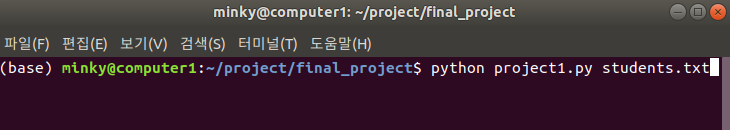 minky@computer1: ~/project/final_project
파일(F) 편집(E) 보기(V) 검색(S) 터미널(T) 도움말(H)
(base) minky@computer1:~/project/final_project$ python project1.py students.txt